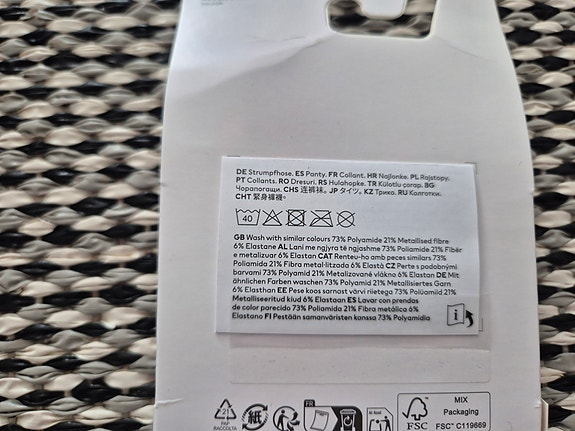 DE Strumpfhose. ES Panty. FR Collant. HR Najlonke. PL Rajstopy.
PT Collants. RO Dresuri. RS Hulahopke. TR Külotlu çorap. BG
Чорапогащи. CHS 连裤袜。JP タイツ。KZ Трико. RU Колготки.
CHT 緊身褲襪。
40
GB Wash with similar colours 73% Polyamide 21% Metallised fibre
6% Elastane AL Lani me ngjyra të ngjashme 73% Poliamide 21% Fibër
e metalizuar 6% Elastan CAT Renteu-ho amb peces similars 73%
Poliamida 21% Fibra metal·litzada 6% Elastà CZ Perte s podobnými
barvami 73% Polyamid 21% Metalizované vlákno 6% Elastan DE Mit
ähnlichen Farben waschen 73% Polyamid 21% Metallisiertes Garn
6% Elasthan EE Pese koos sarnast värvi riietega 73% Polüamiid 21%
Metalliseeritud kiud 6% Elastaan ES Lavar con prendas
de color parecido 73% Poliamida 21% Fibra metálica 6%
Elastano FI Pestään samanväristen kanssa 73% Polyamidia
i
21
PAP
RACCOLTA
紙
FR
FSC
MIX
Packaging
FSC™ C119669